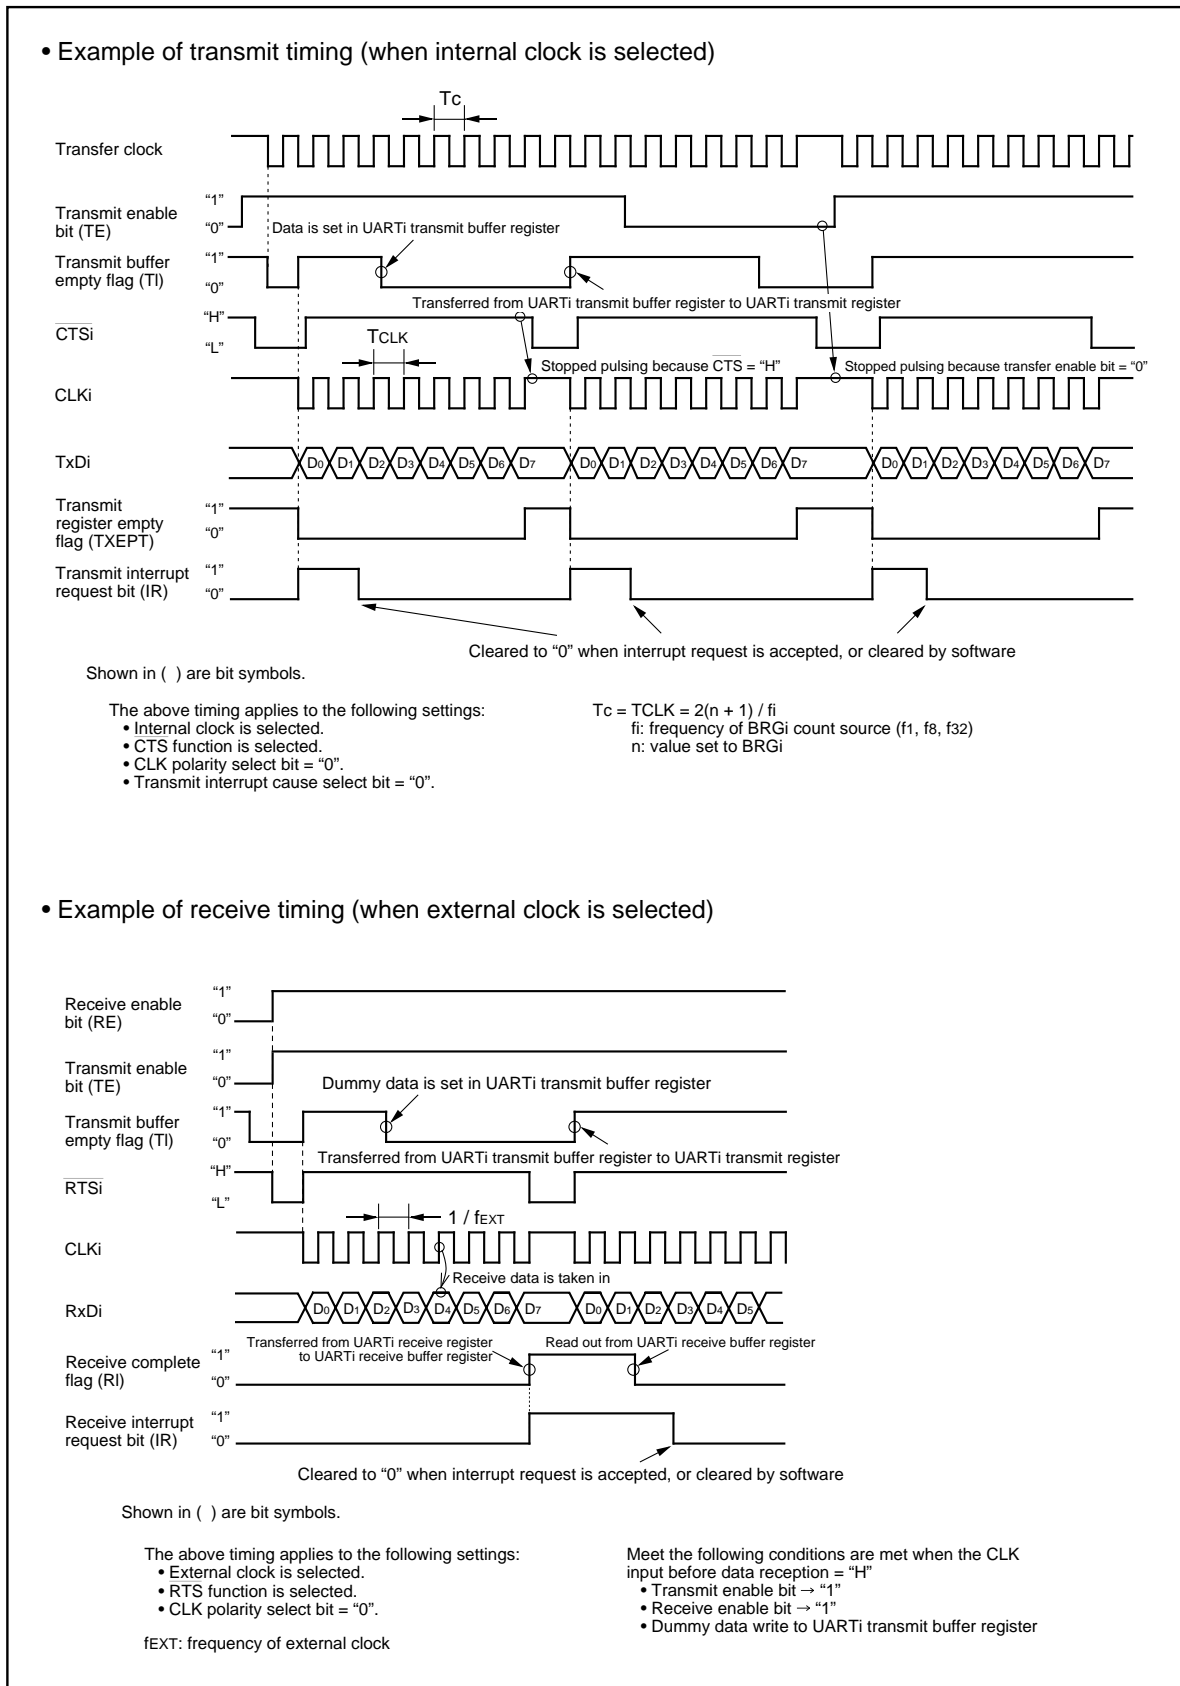 • Example of transmit timing (when internal clock is selected)
Tc
Transfer clock
Transmit enable
bit (TE)
“1”
“0”
Data is set in UARTi transmit buffer register
Transmit buffer
empty flag (Tl)
“1”
“0”
Transferred from UARTi transmit buffer register to UARTi transmit register
CTSi
“H”
“L”
TCLK
Stopped pulsing because CTS = “H”
Stopped pulsing because transfer enable bit = “0”
CLKi
TxDi
D0 D1 D2 D3 D4 D5 D6 D7 D0 D1 D2 D3 D4 D5 D6 D7 D0 D1 D2 D3 D4 D5 D6 D7
Transmit
register empty
flag (TXEPT)
“1”
“0”
Transmit interrupt
request bit (IR)
“1”
“0”
Cleared to “0” when interrupt request is accepted, or cleared by software
Shown in ( ) are bit symbols.
The above timing applies to the following settings:
• Internal clock is selected.
• CTS function is selected.
• CLK polarity select bit = “0”.
• Transmit interrupt cause select bit = “0”.
Tc = TCLK = 2(n + 1) / fi
fi: frequency of BRGi count source (f1, f8, f32)
n: value set to BRGi
• Example of receive timing (when external clock is selected)
Receive enable
bit (RE)
“1”
“0”
Transmit enable
bit (TE)
“1”
“0”
Dummy data is set in UARTi transmit buffer register
Transmit buffer
empty flag (Tl)
“1”
“0”
Transferred from UARTi transmit buffer register to UARTi transmit register
RTSi
“H”
“L”
1 / fEXT
CLKi
Receive data is taken in
RxDi
D0 D1 D2 D3 D4 D5 D6 D7 D0 D1 D2 D3 D4 D5
Transferred from UARTi receive register
to UARTi receive buffer register
Read out from UARTi receive buffer register
Receive complete
flag (Rl)
“1”
“0”
Receive interrupt
request bit (IR)
“1”
“0”
Cleared to “0” when interrupt request is accepted, or cleared by software
Shown in ( ) are bit symbols.
The above timing applies to the following settings:
• External clock is selected.
• RTS function is selected.
• CLK polarity select bit = “0”.
fEXT: frequency of external clock
Meet the following conditions are met when the CLK
input before data reception = “H”
• Transmit enable bit → “1”
• Receive enable bit → “1”
• Dummy data write to UARTi transmit buffer register